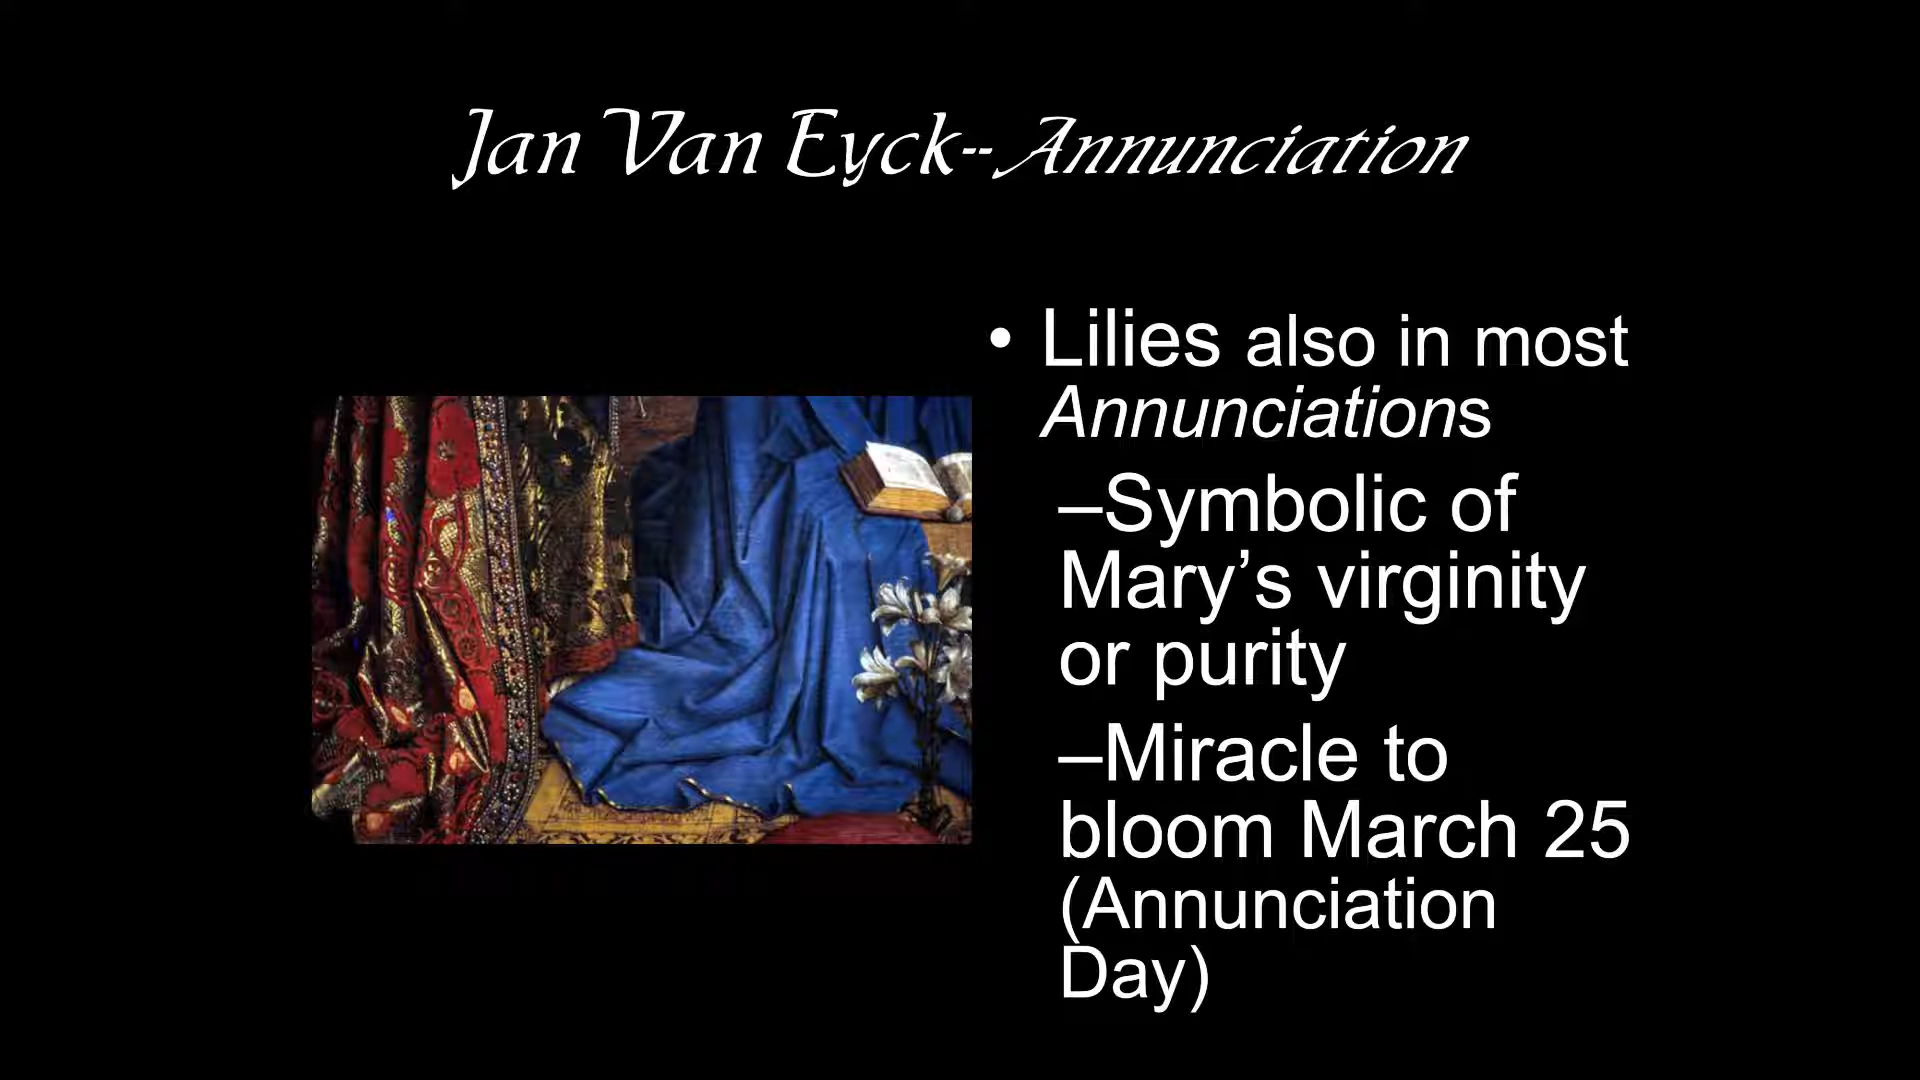 Jan Van Eyck--Annunciation
• Lilies also in most
Annunciations
–Symbolic of
Mary’s virginity
or purity
–Miracle to
bloom March 25
(Annunciation
Day)